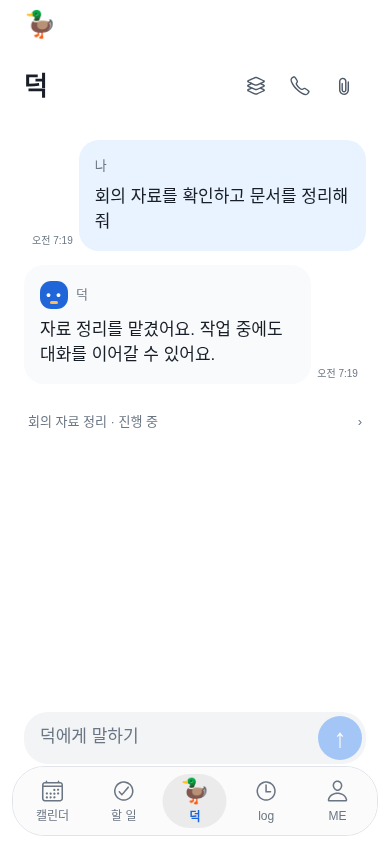 덕
나
회의 자료를 확인하고 문서를 정리해
줘
오전 7:19
덕
자료 정리를 맡겼어요. 작업 중에도
대화를 이어갈 수 있어요.
오전 7:19
회의 자료 정리 · 진행 중 ›
덕에게 말하기
캘린더 할 일 덕 log ME